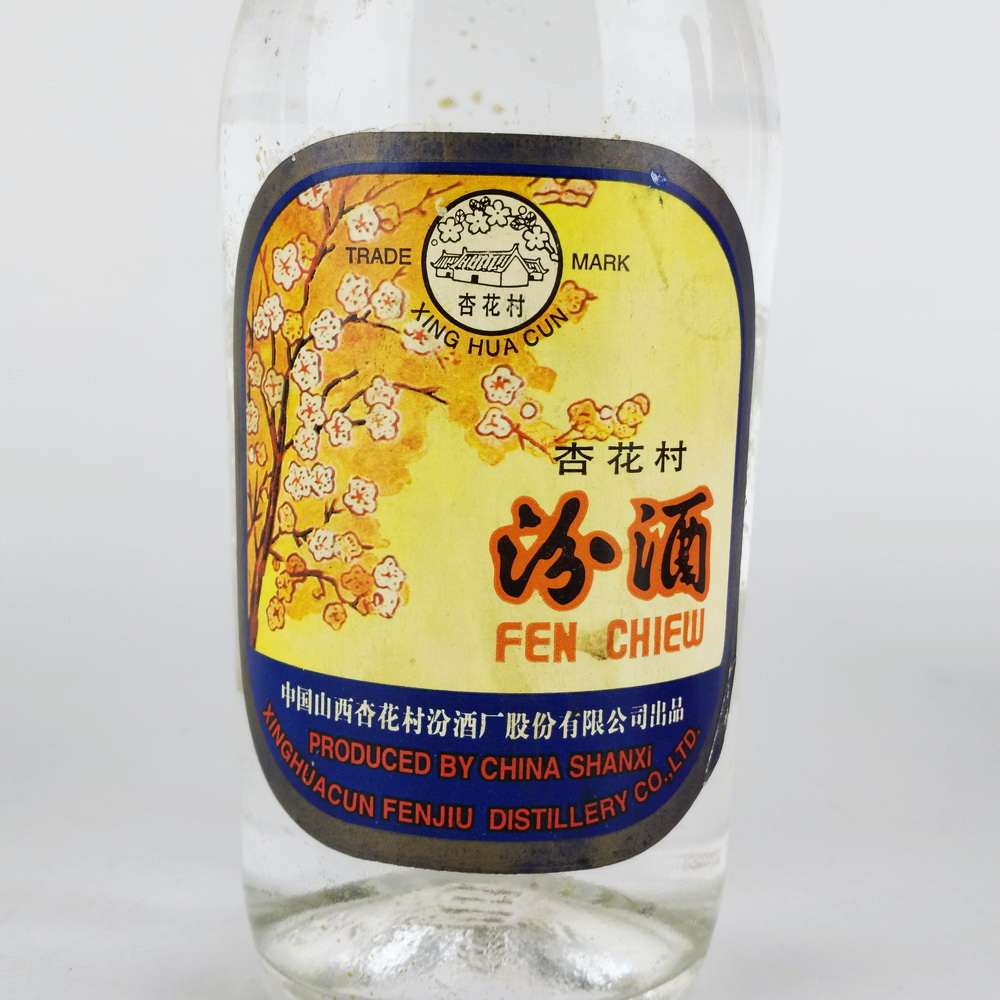 TRADE MARK
杏花村
XING HUA CUN
杏花村
汾酒
FEN CHIEW
中国山西杏花村汾酒厂股份有限公司出品
PRODUCED BY CHINA SHANXi
XINGHUACUN FENJIU DISTILLERY CO.,LTD.